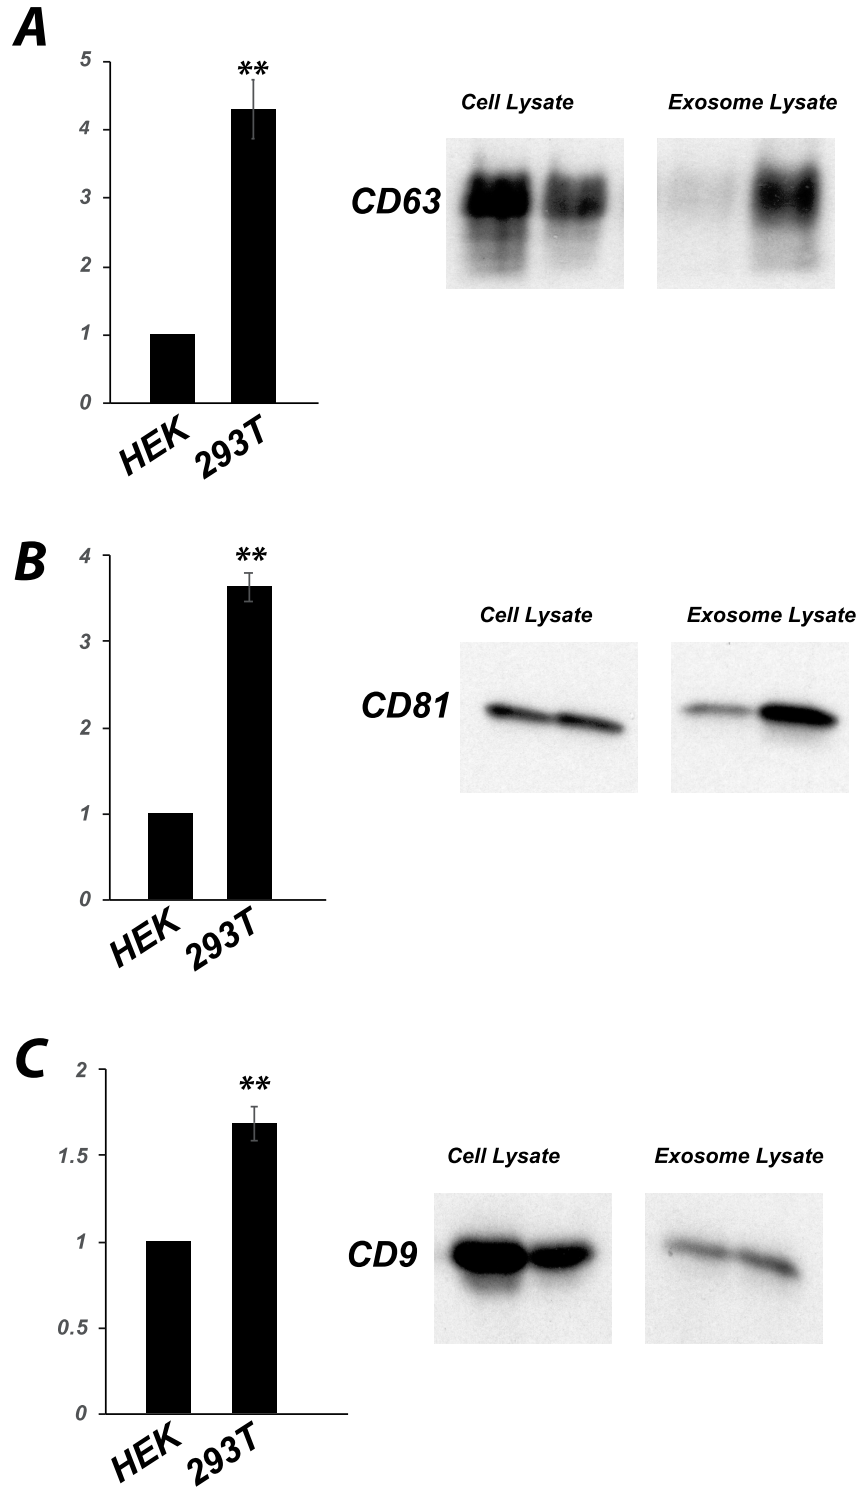 A
5
**
4
3
2
1
0
HEK
293T
Cell Lysate
Exosome Lysate
CD63
B
4
**
3
2
1
0
HEK
293T
Cell Lysate
Exosome Lysate
CD81
C
2
**
1.5
1
0.5
0
HEK
293T
Cell Lysate
Exosome Lysate
CD9